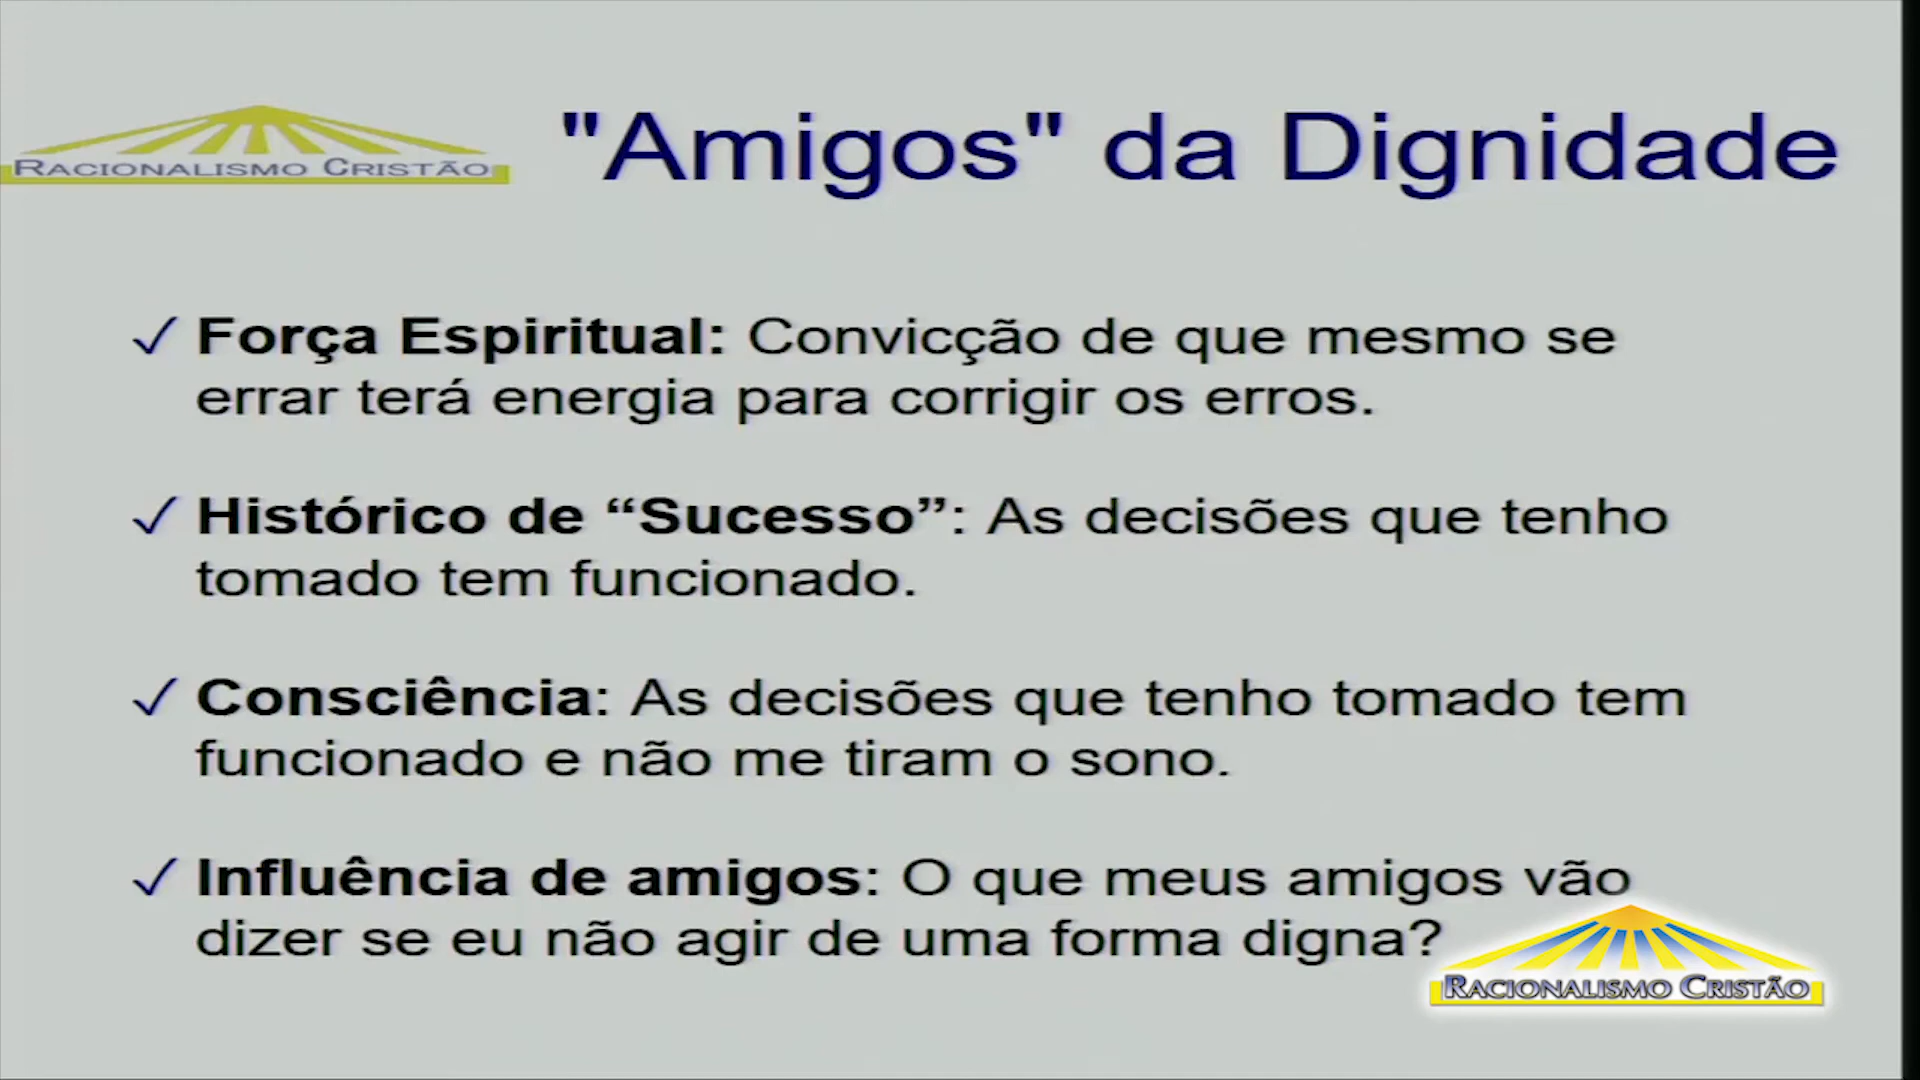 RACIONALISMO CRISTÃO
"Amigos" da Dignidade
✓ Força Espiritual: Convicção de que mesmo se
errar terá energia para corrigir os erros.
✓ Histórico de “Sucesso”: As decisões que tenho
tomado tem funcionado.
✓ Consciência: As decisões que tenho tomado tem
funcionado e não me tiram o sono.
✓ Influência de amigos: O que meus amigos vão
dizer se eu não agir de uma forma digna?
RACIONALISMO CRISTÃO